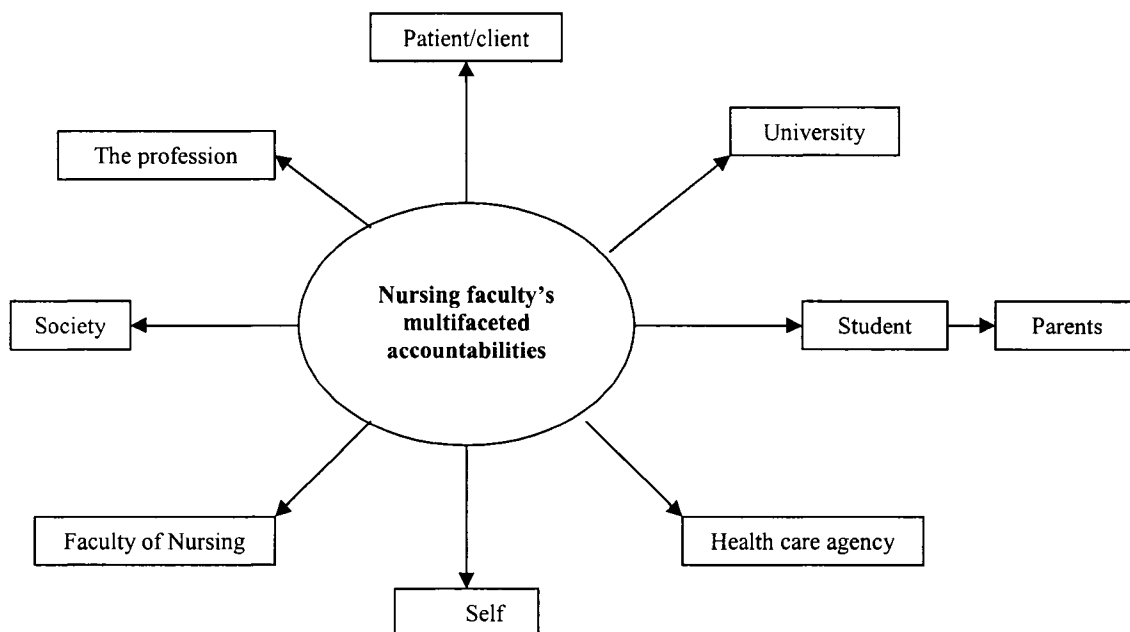 Patient/client
University
The profession
Nursing faculty’s
multifaceted
accountabilities
Society
Student
Parents
Faculty of Nursing
Health care agency
Self